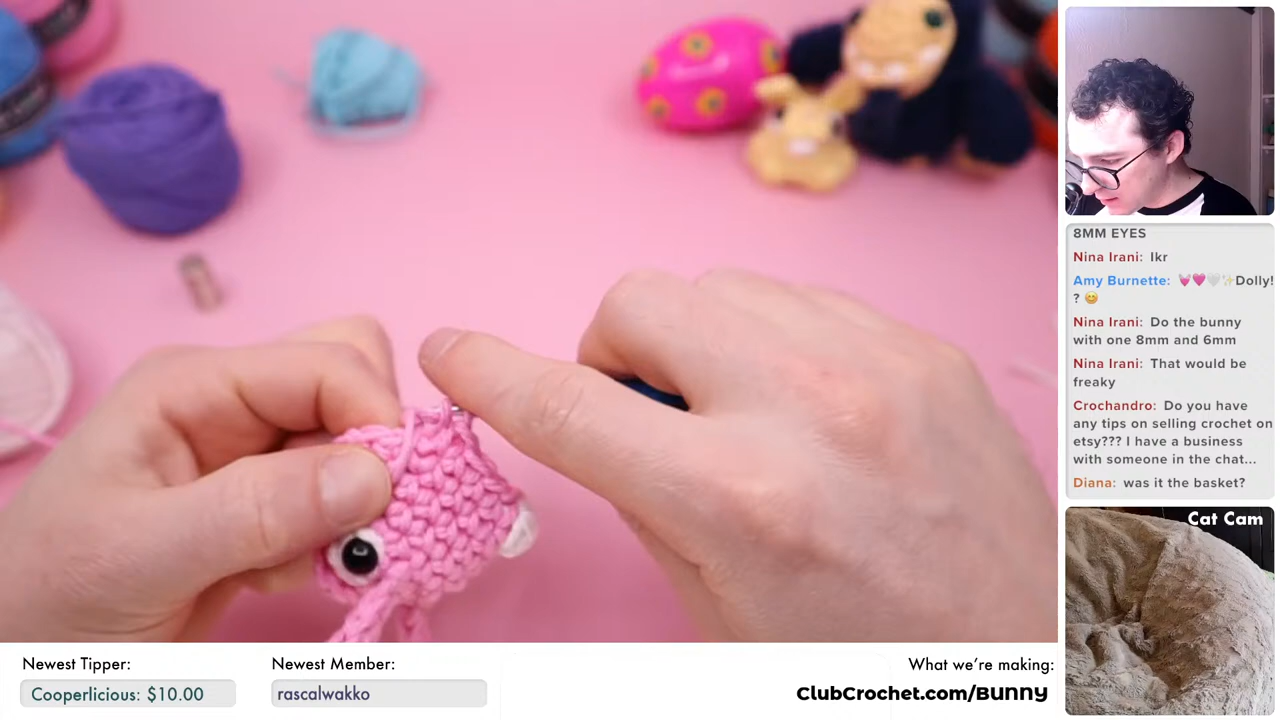 8MM EYES
Nina Irani: Ikr
Amy Burnette: 💓💗🤍✨Dolly!
? 😊
Nina Irani: Do the bunny
with one 8mm and 6mm
Nina Irani: That would be
freaky
Crochandro: Do you have
any tips on selling crochet on
etsy??? I have a business
with someone in the chat...
Diana: was it the basket?
Cat Cam
Newest Tipper:
Cooperlicious: $10.00
Newest Member:
rascalwakko
What we're making:
ClubCrochet.com/BUNNY